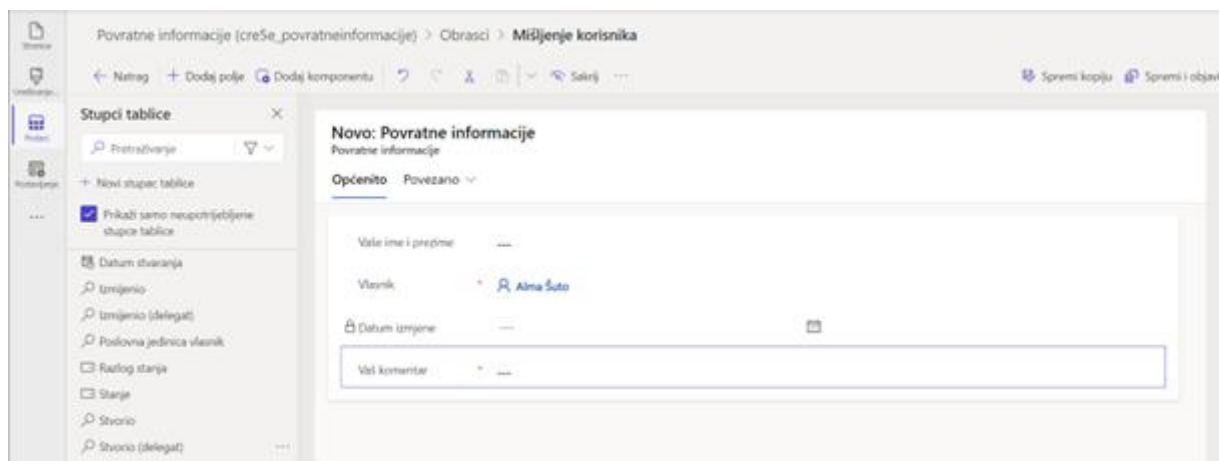 Povratne informacije (cre5e_povratneinformacije) > Obrasci > Mišljenje korisnika
← Natrag + Dodaj polje Dodaj komponentu Sakrij ...
Spremi kopiju Spremi i objavi
Stupci tablice
Pretraživanje
+ Novi stupac tablice
Prikaži samo neupotrijebljene
stupce tablice
Datum stvaranja
Izmijenio
Izmijenio (delegat)
Poslovna jedinica vlasnik
Razlog stanja
Stanje
Stvorio
Stvorio (delegat) ...
Novo: Povratne informacije
Povratne informacije
Općenito Povezano
Vaše ime i prezime ---
Vlasnik * Alma Šuto
Datum izmjene ---
Vaš komentar * ---